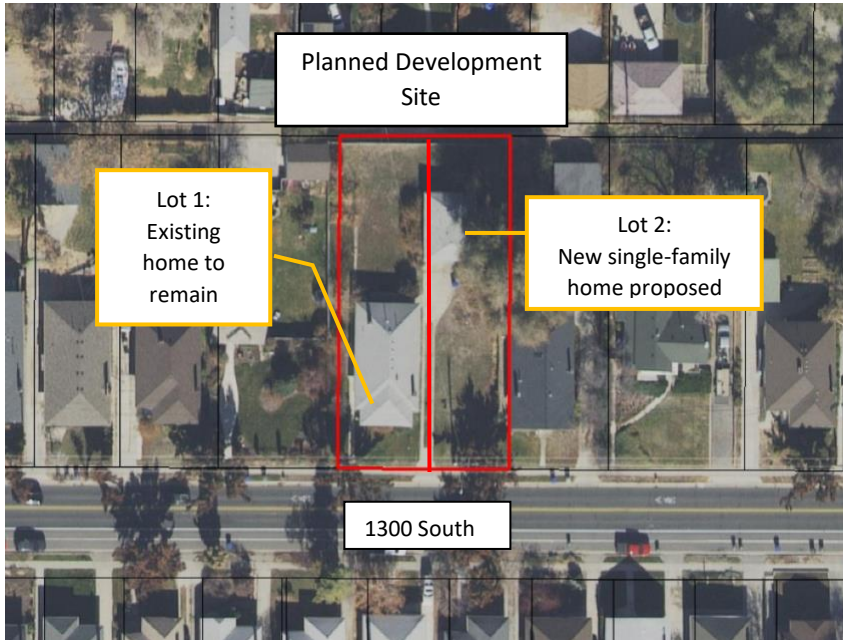 Planned Development
Site
Lot 1:
Existing
home to
remain
Lot 2:
New single-family
home proposed
1300 South